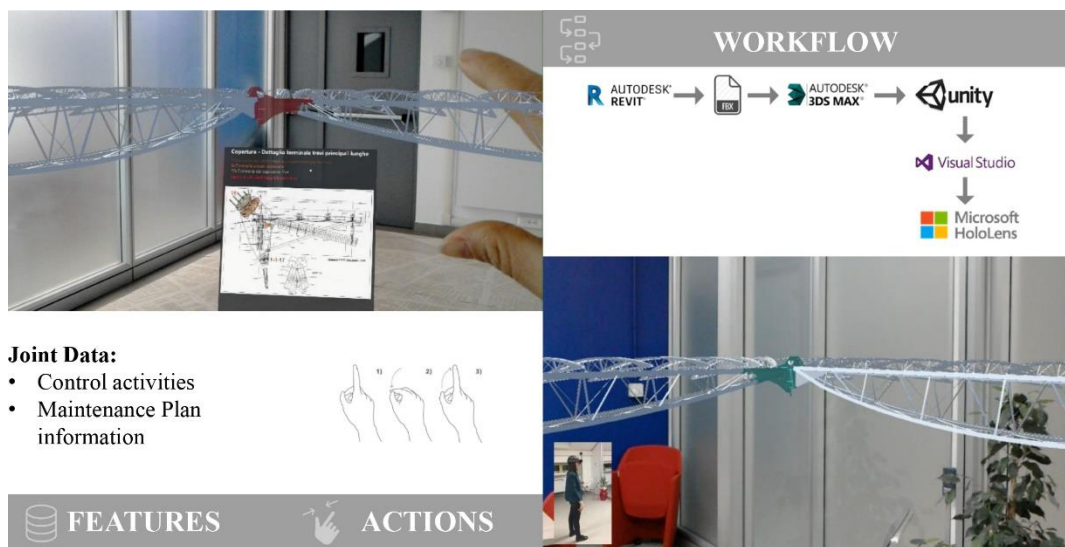 Copertura - Dettaglio terminale travi principali lunghe
Joint Data:
• Control activities
• Maintenance Plan
information
1) 2) 3)
FEATURES
ACTIONS
WORKFLOW
R AUTODESK® REVIT®
FBX
AUTODESK® 3DS MAX®
unity
Visual Studio
Microsoft
HoloLens